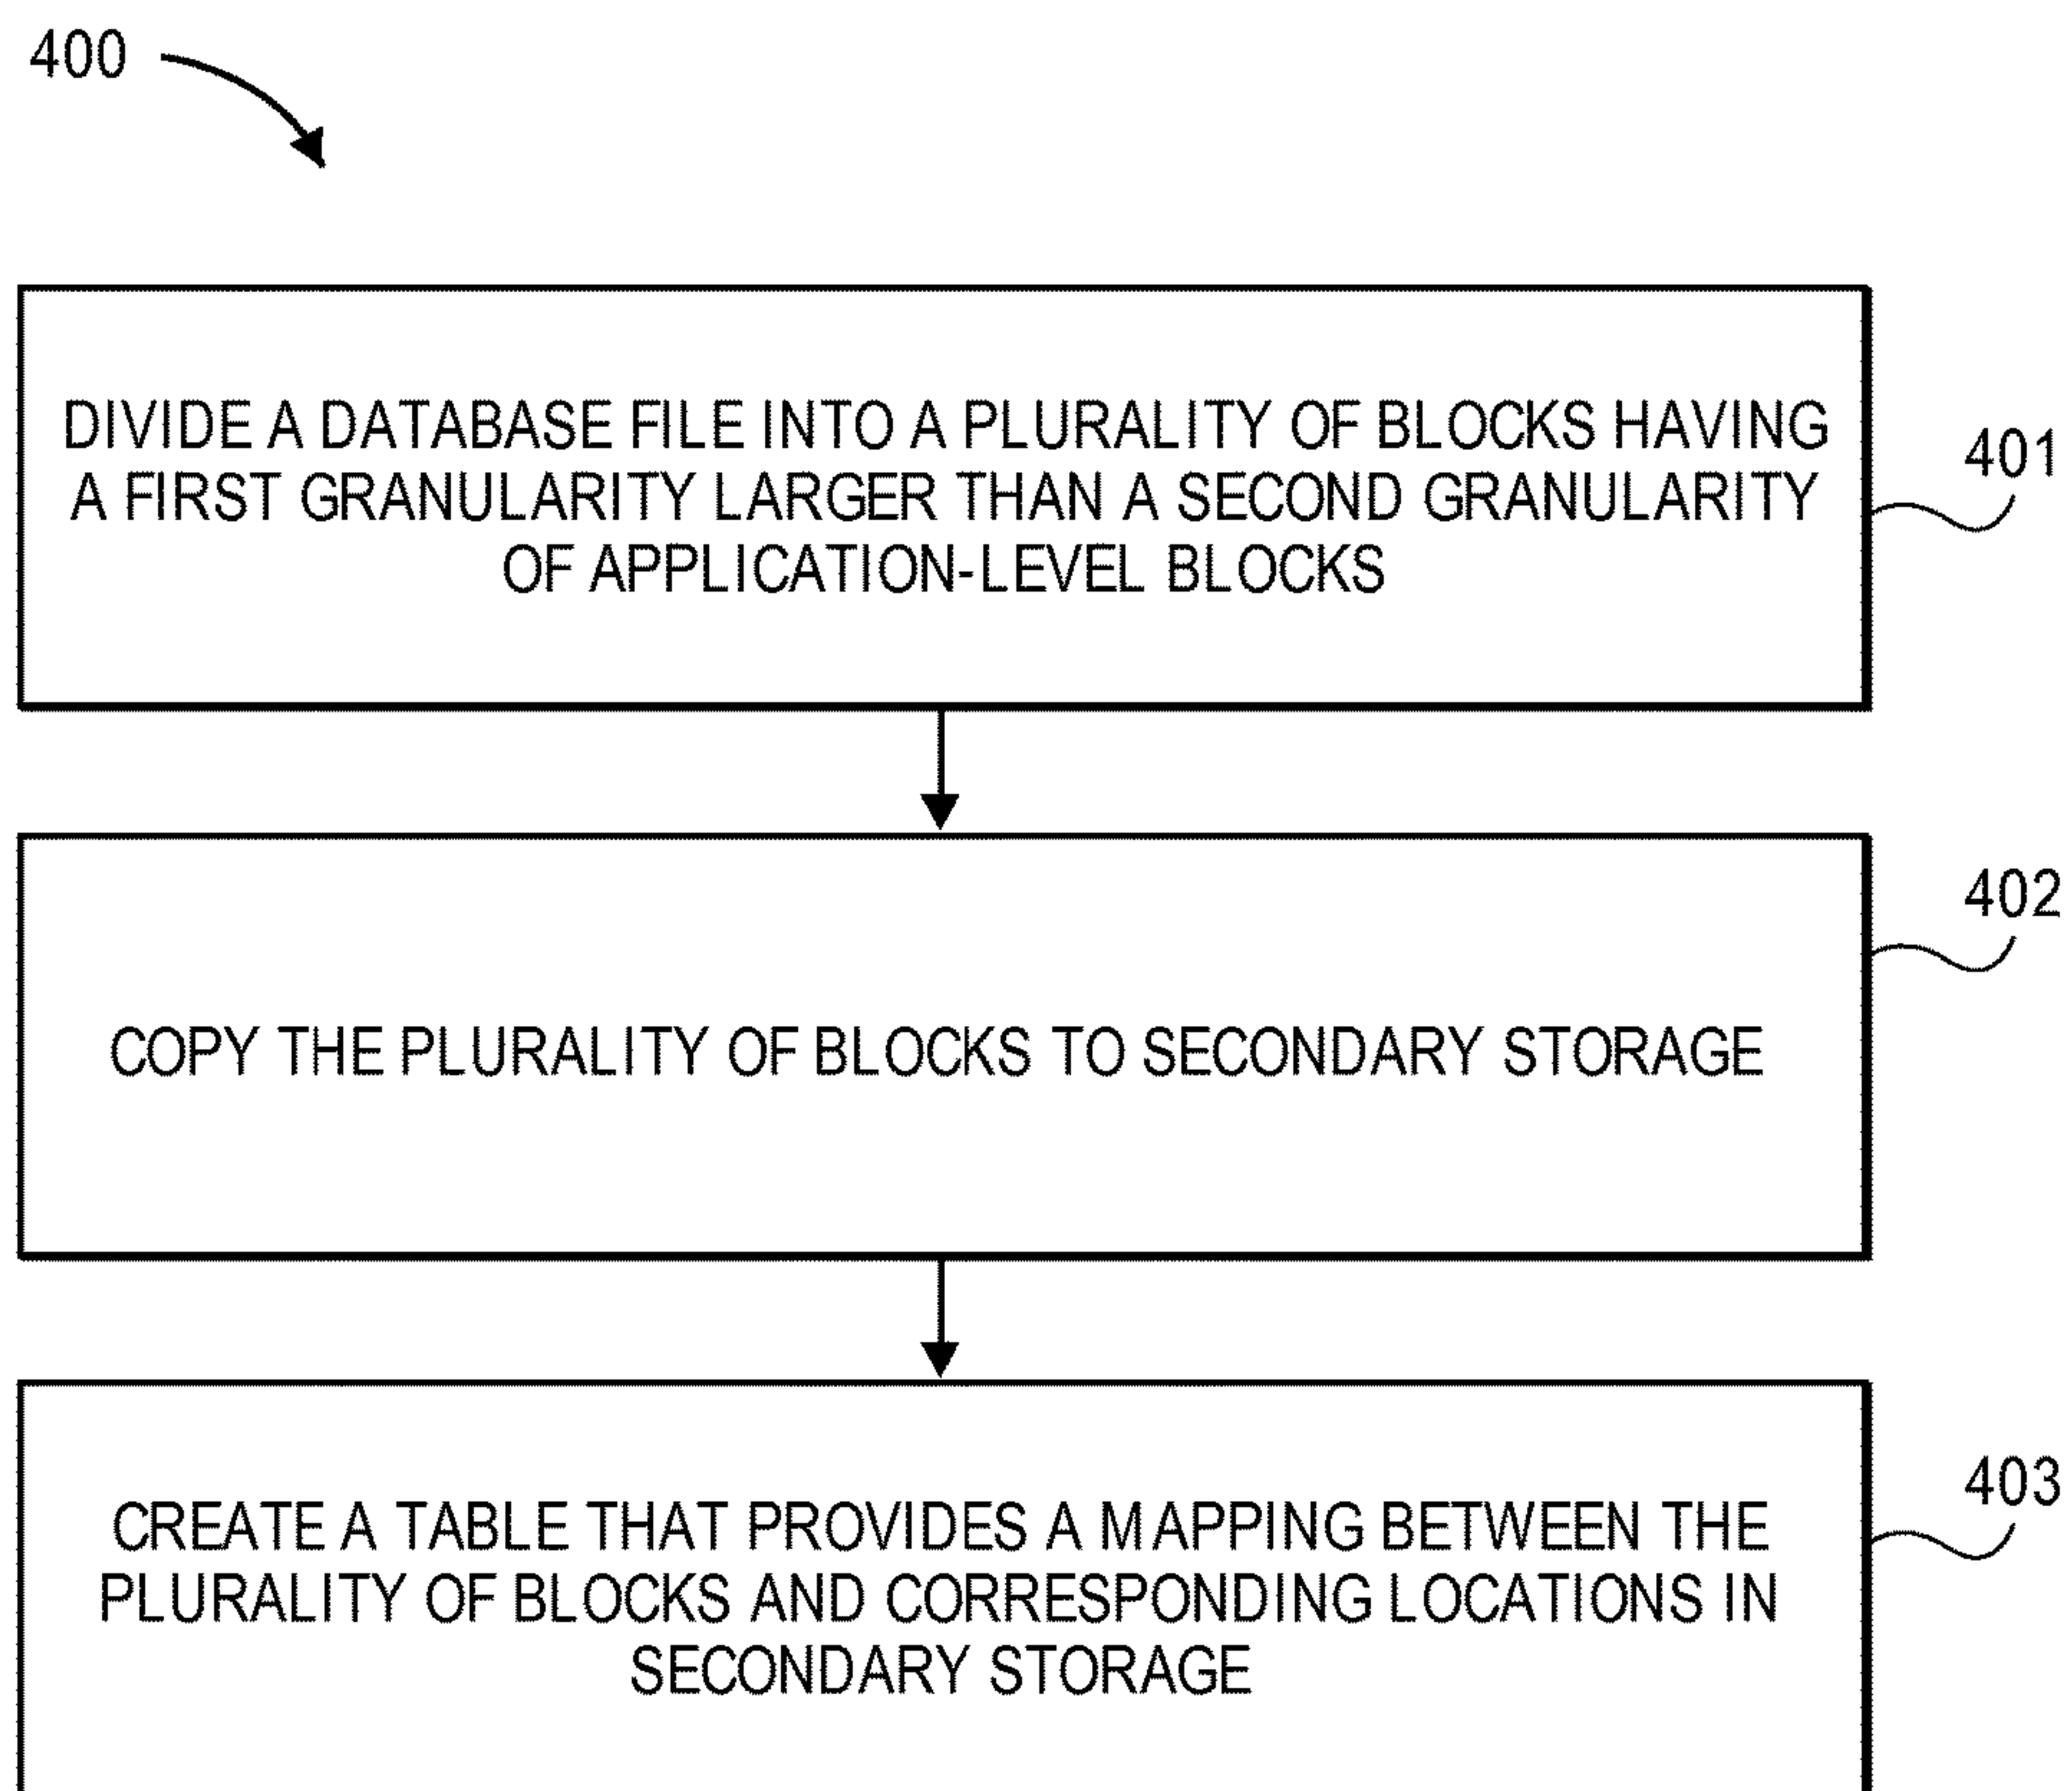 400
DIVIDE A DATABASE FILE INTO A PLURALITY OF BLOCKS HAVING
A FIRST GRANULARITY LARGER THAN A SECOND GRANULARITY
OF APPLICATION-LEVEL BLOCKS
401
COPY THE PLURALITY OF BLOCKS TO SECONDARY STORAGE
402
CREATE A TABLE THAT PROVIDES A MAPPING BETWEEN THE
PLURALITY OF BLOCKS AND CORRESPONDING LOCATIONS IN
SECONDARY STORAGE
403